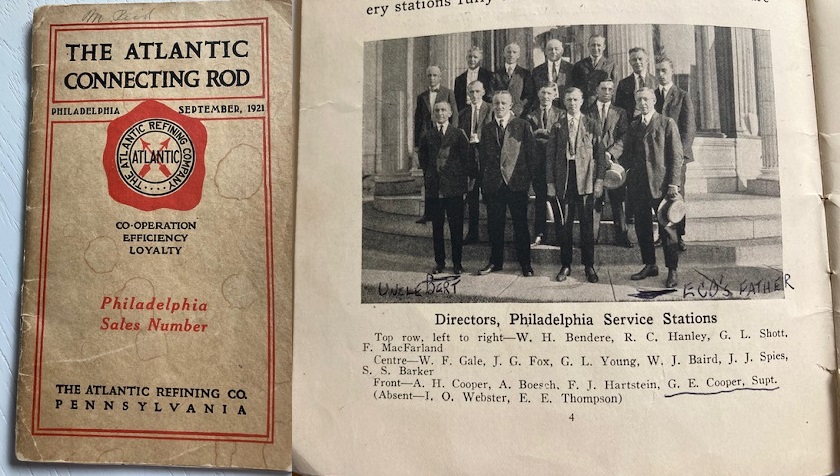 THE ATLANTIC
CONNECTING ROD
PHILADELPHIA SEPTEMBER, 1921
THE ATLANTIC REFINING COMPANY
ATLANTIC
CO-OPERATION
EFFICIENCY
LOYALTY
Philadelphia
Sales Number
THE ATLANTIC REFINING CO.
PENNSYLVANIA
ery stations fully
UNCLE BERT
ECO'S FATHER
Directors, Philadelphia Service Stations
Top row, left to right—W. H. Bendere, R. C. Hanley, G. L. Shott,
F. MacFarland
Centre—W. F. Gale, J. G. Fox, G. L. Young, W. J. Baird, J. J. Spies,
S. S. Barker
Front—A. H. Cooper, A. Boesch, F. J. Hartstein, G. E. Cooper, Supt.
(Absent—I. O. Webster, E. E. Thompson)
4